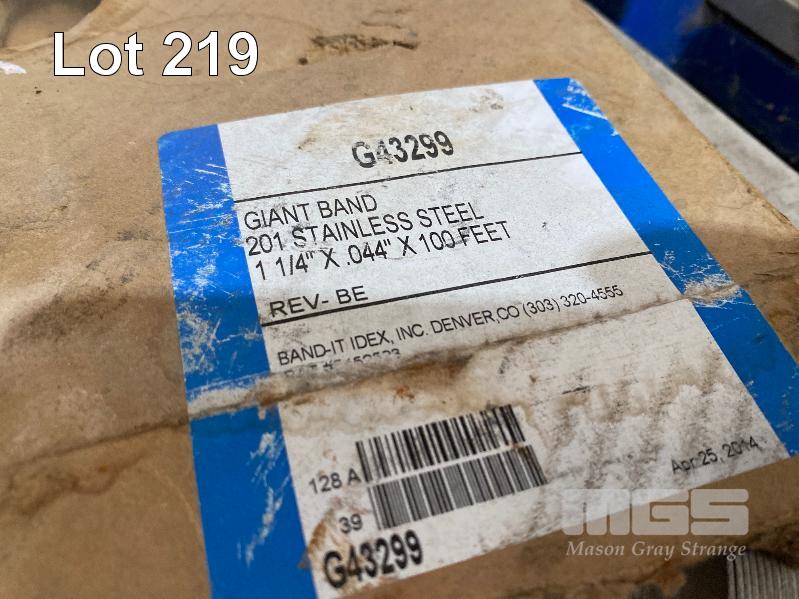 Lot 219
G43299
GIANT BAND
201 STAINLESS STEEL
1 1/4" X .044" X 100 FEET
REV- BE
BAND-IT IDEX, INC. DENVER,CO (303) 320-4555
128 A
39
Apr 25, 2014
G43299
MGS
Mason Gray Strange